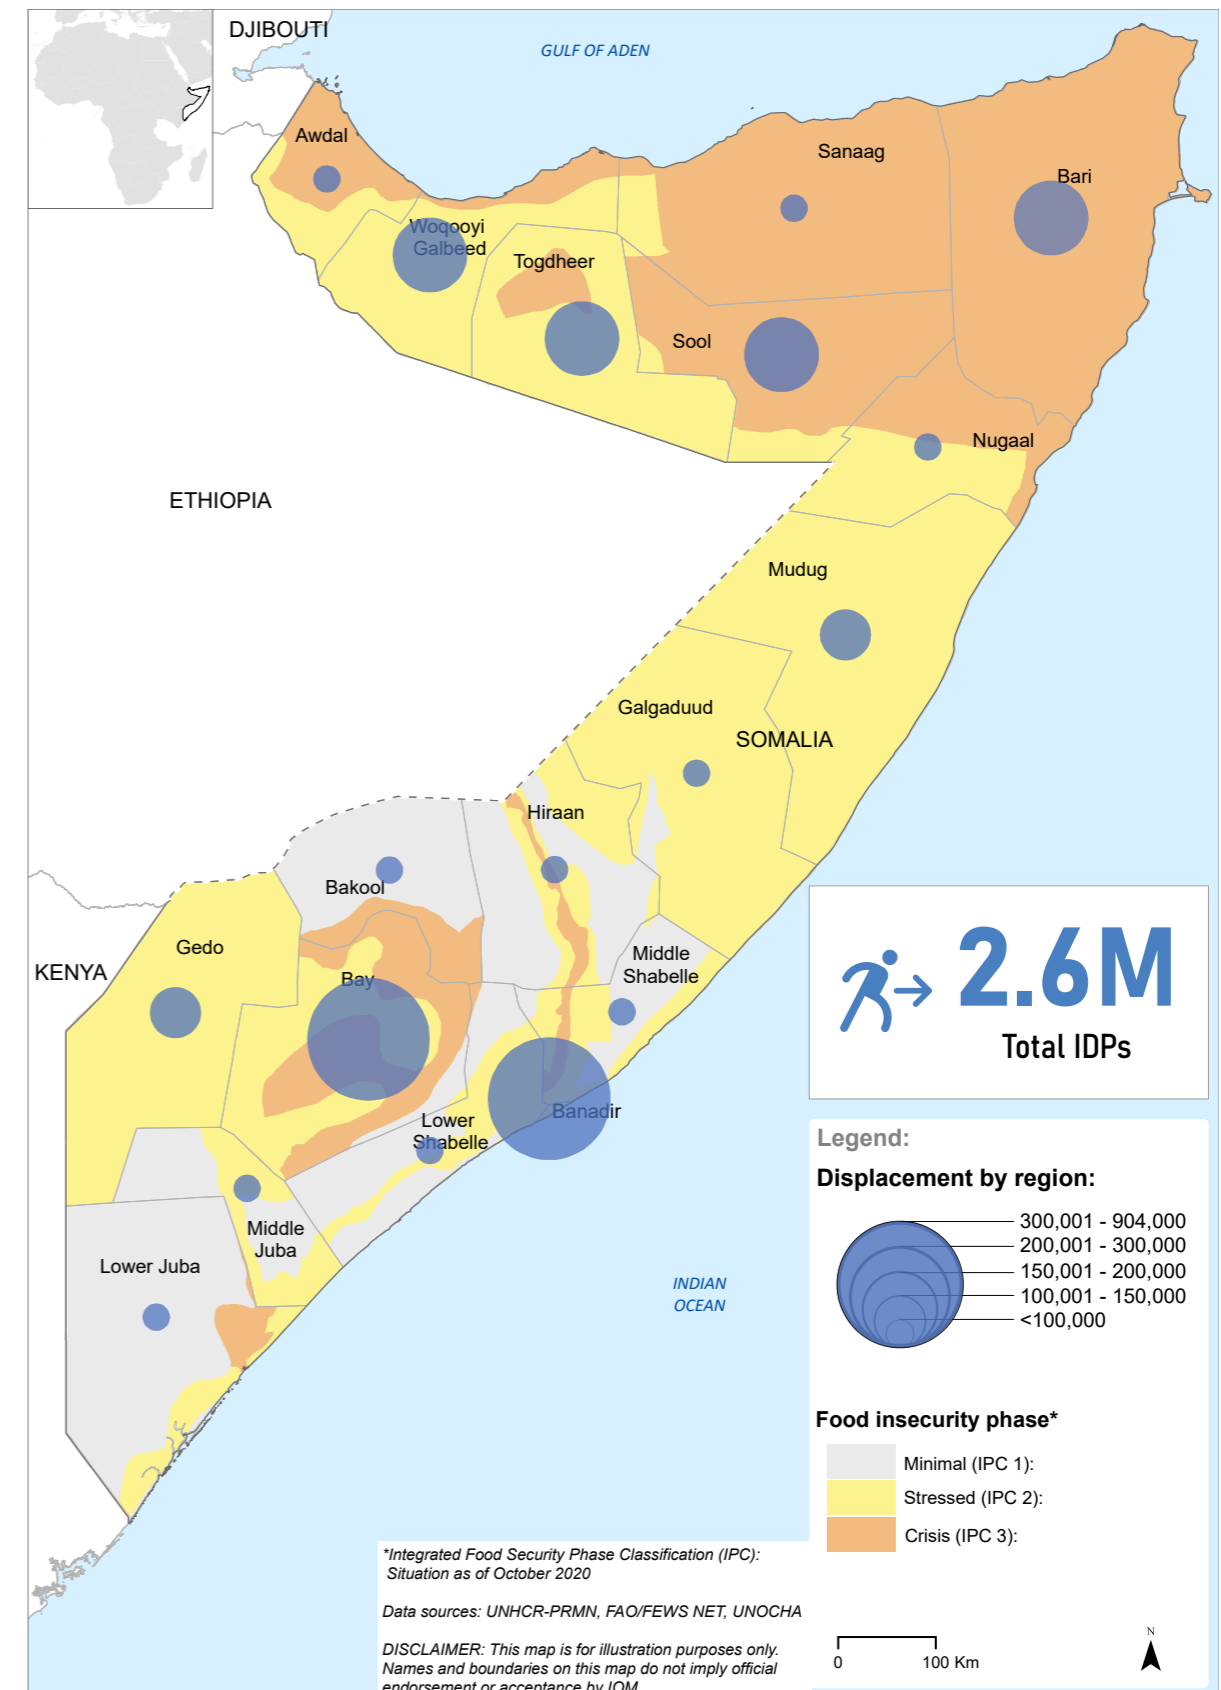 DJIBOUTI
GULF OF ADEN
Awdal
Sanaag
Bari
Woqooyi
Galbeed
Togdheer
Sool
Nugaal
ETHIOPIA
Mudug
Galgaduud
SOMALIA
Hiraan
Bakool
Gedo
KENYA
Bay
Middle
Shabelle
Banadir
Lower
Shabelle
Middle
Juba
Lower Juba
INDIAN
OCEAN
2.6M
Total IDPs
Legend:
Displacement by region:
300,001 - 904,000
200,001 - 300,000
150,001 - 200,000
100,001 - 150,000
<100,000
Food insecurity phase*
Minimal (IPC 1):
Stressed (IPC 2):
Crisis (IPC 3):
*Integrated Food Security Phase Classification (IPC):
Situation as of October 2020
Data sources: UNHCR-PRMN, FAO/FEWS NET, UNOCHA
DISCLAIMER: This map is for illustration purposes only.
Names and boundaries on this map do not imply official
endorsement or acceptance by IOM
0 100 Km
N